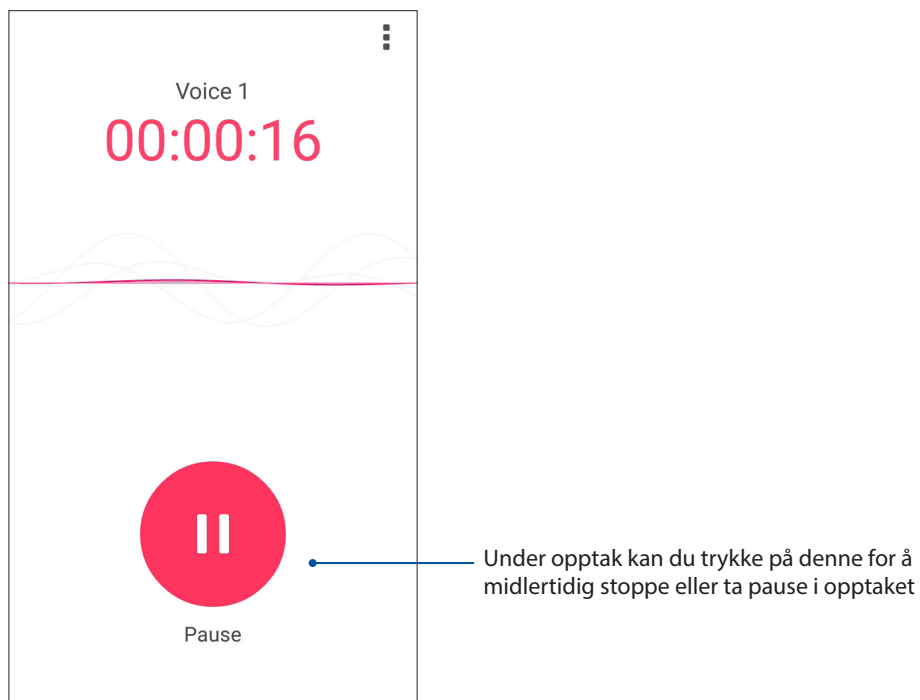 Voice 1
00:00:16
Under opptak kan du trykke på denne for å
midlertidig stoppe eller ta pause i opptaket
Pause